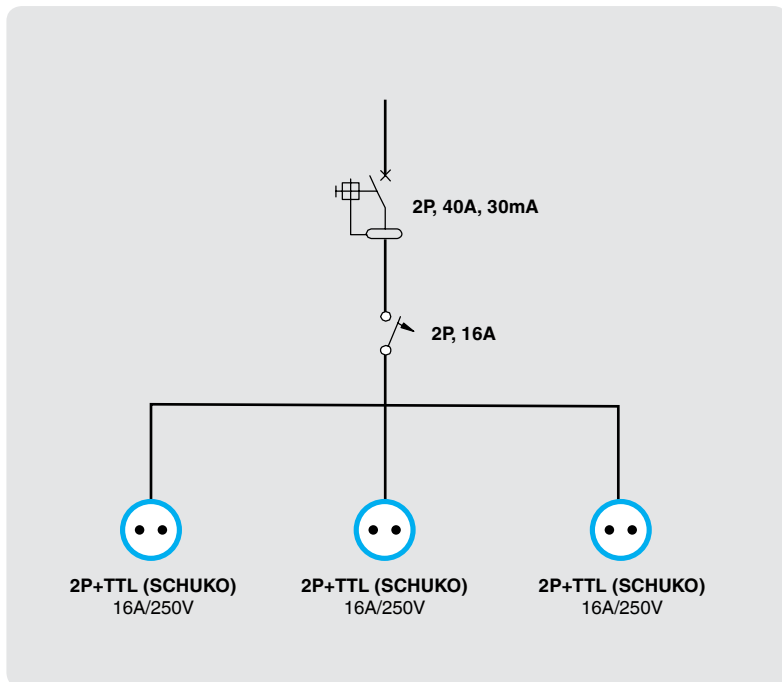 2P, 40A, 30mA
2P, 16A
2P+TTL (SCHUKO)
16A/250V
2P+TTL (SCHUKO)
16A/250V
2P+TTL (SCHUKO)
16A/250V